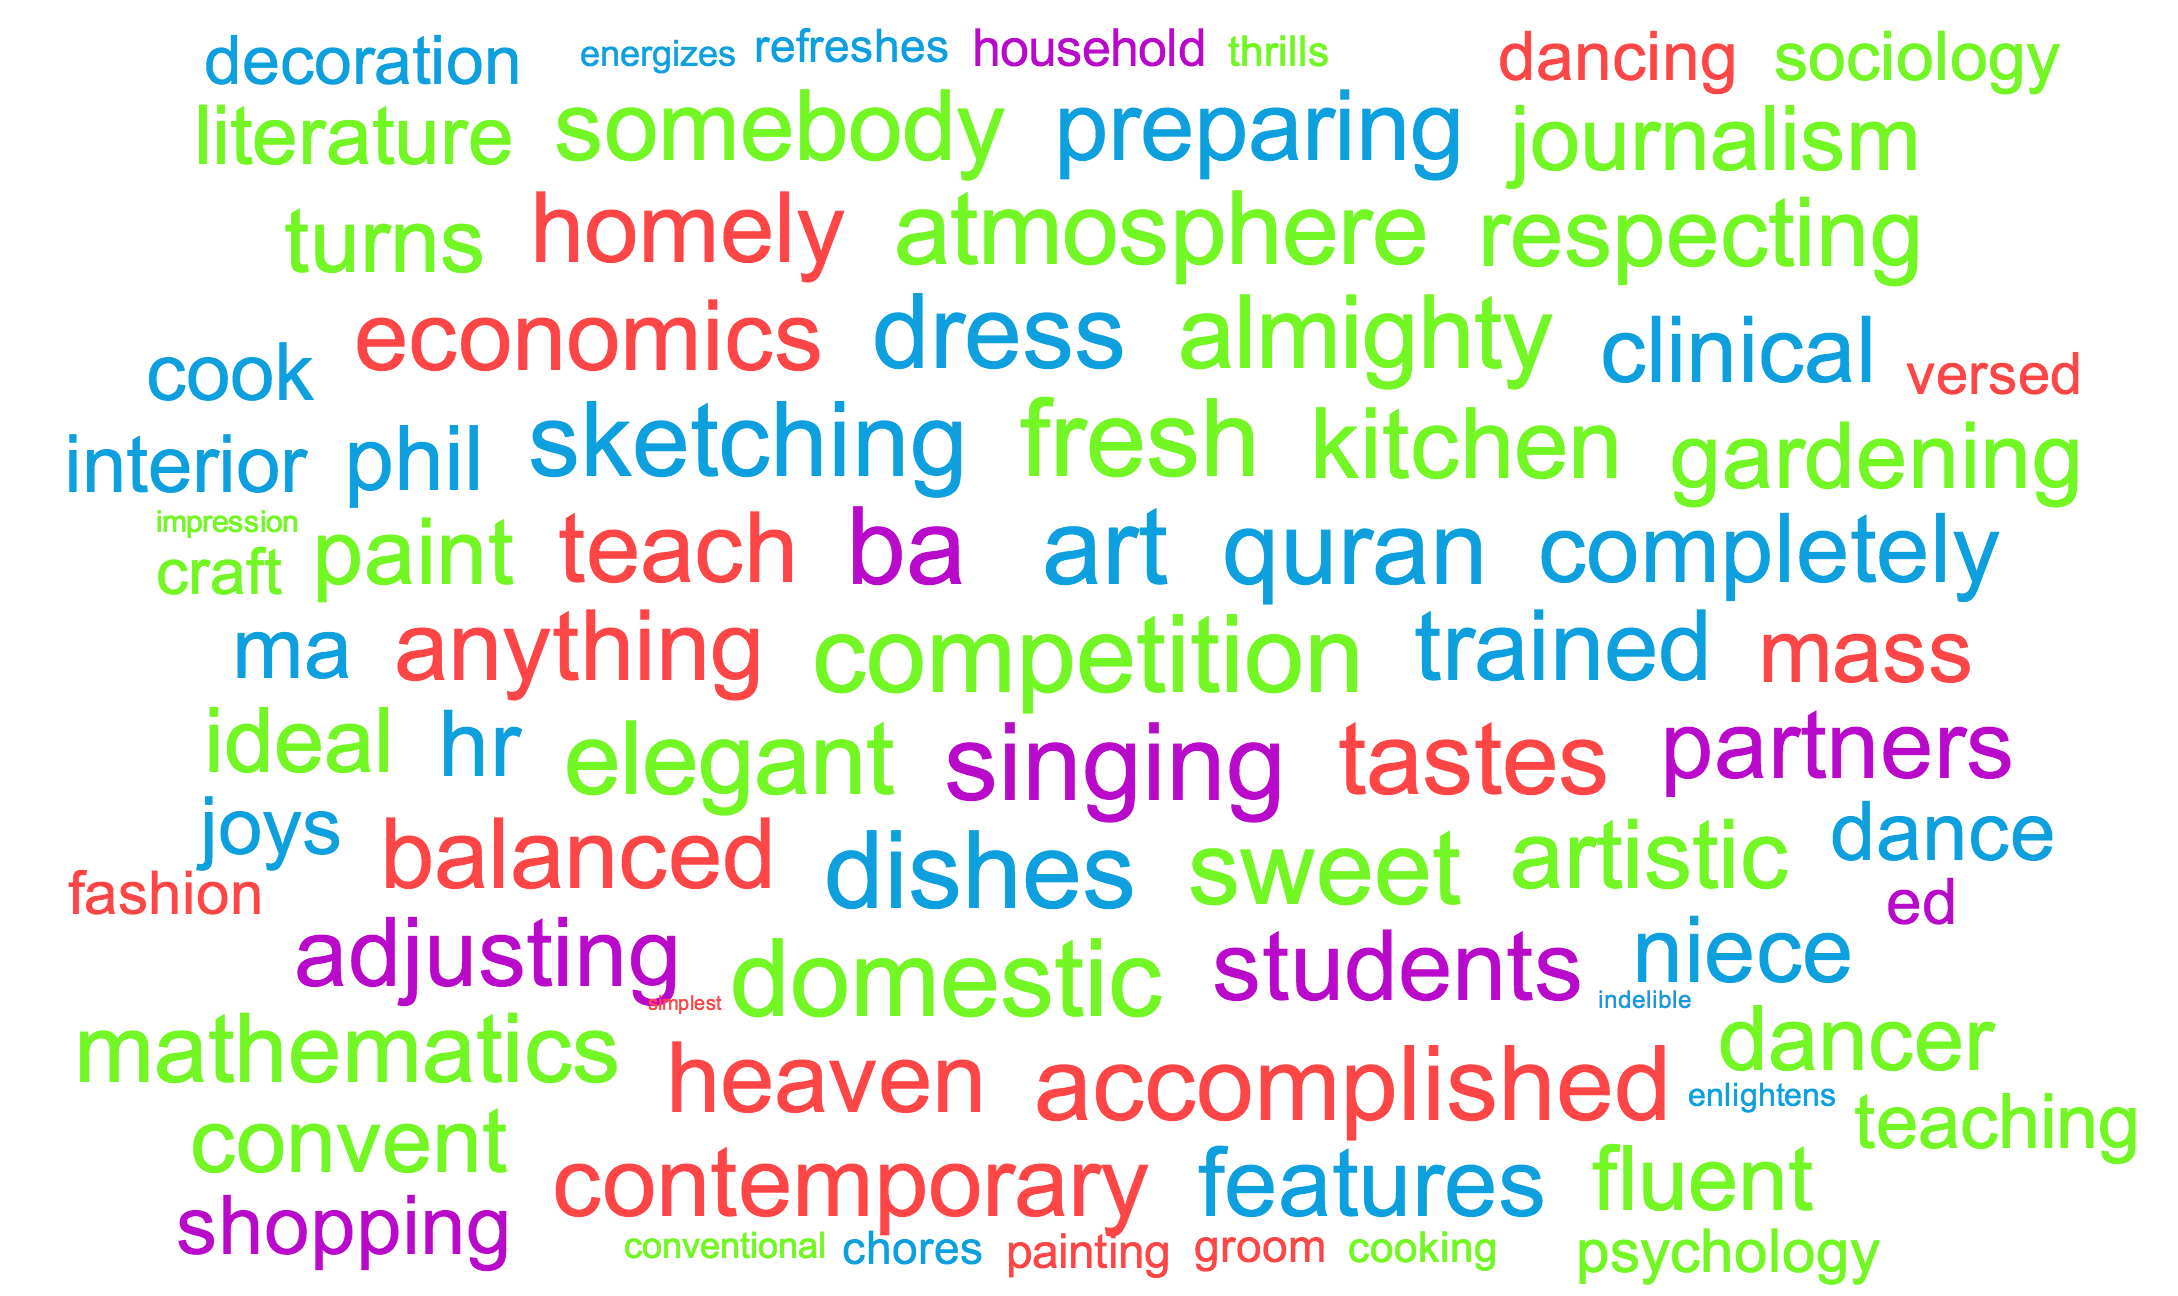 decoration energizes refreshes household thrills dancing sociology
literature somebody preparing journalism
turns homely atmosphere respecting
economics dress almighty clinical
cook versed
interior phil sketching fresh kitchen gardening
impression
craft paint teach ba art quran completely
ma anything competition trained mass
ideal hr elegant singing tastes partners
joys balanced dishes sweet artistic dance
fashion ed
adjusting domestic students niece
simplest indelible
mathematics heaven accomplished dancer
enlightens
convent teaching
contemporary features fluent
shopping
conventional chores painting groom cooking psychology